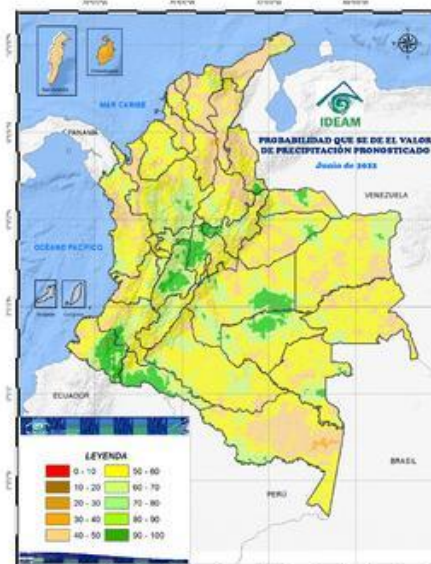 MAR CARIBE
PANAMÁ
IDEAM
PROBABILIDAD QUE SE DE EL VALOR
DE PRECIPITACIÓN PRONOSTICADO
Junio de 2022
VENEZUELA
OCÉANO PACÍFICO
ECUADOR
BRASIL
PERÚ
LEYENDA
0 - 10
50 - 60
10 - 20
60 - 70
20 - 30
70 - 80
30 - 40
80 - 90
40 - 50
90 - 100